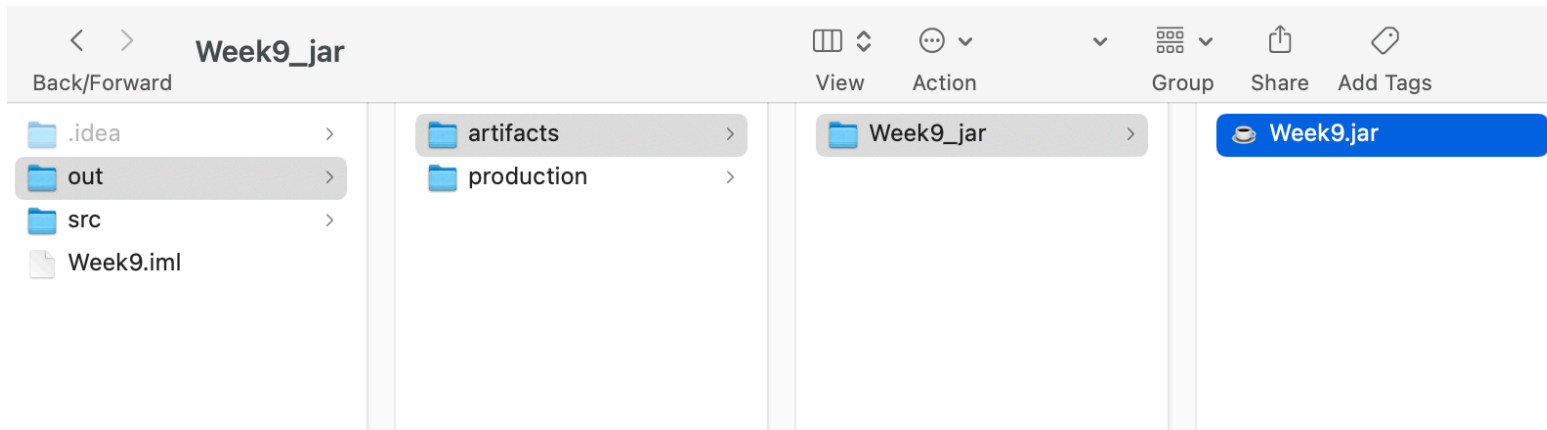 Week9_jar
Back/Forward
View
Action
Group
Share
Add Tags
.idea
out
src
Week9.iml
artifacts
production
Week9_jar
Week9.jar